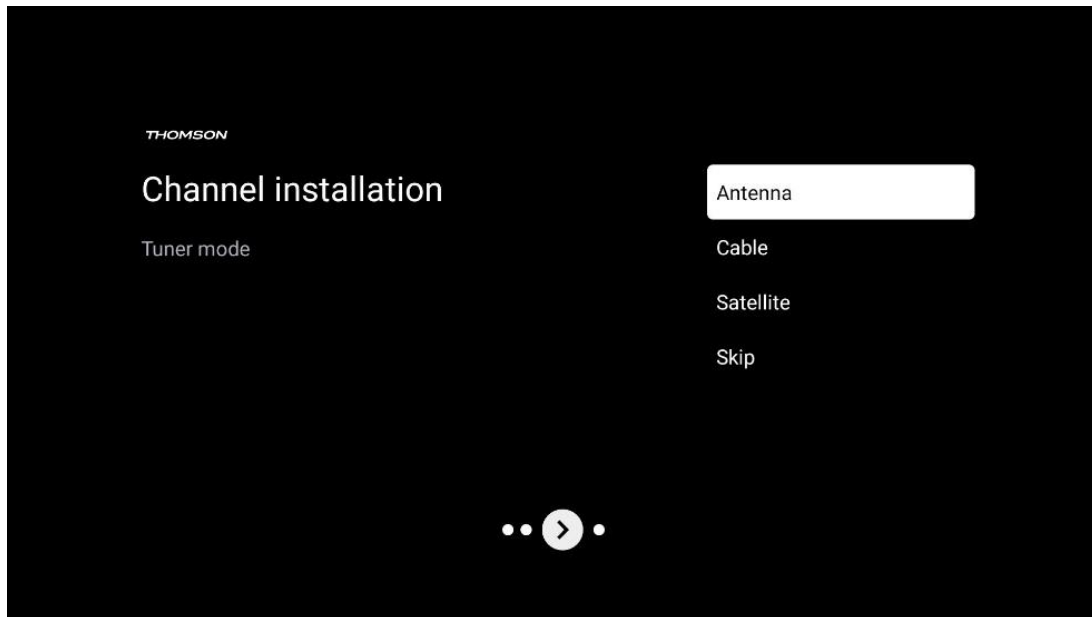 THOMSON
Channel installation
Tuner mode
Antenna
Cable
Satellite
Skip